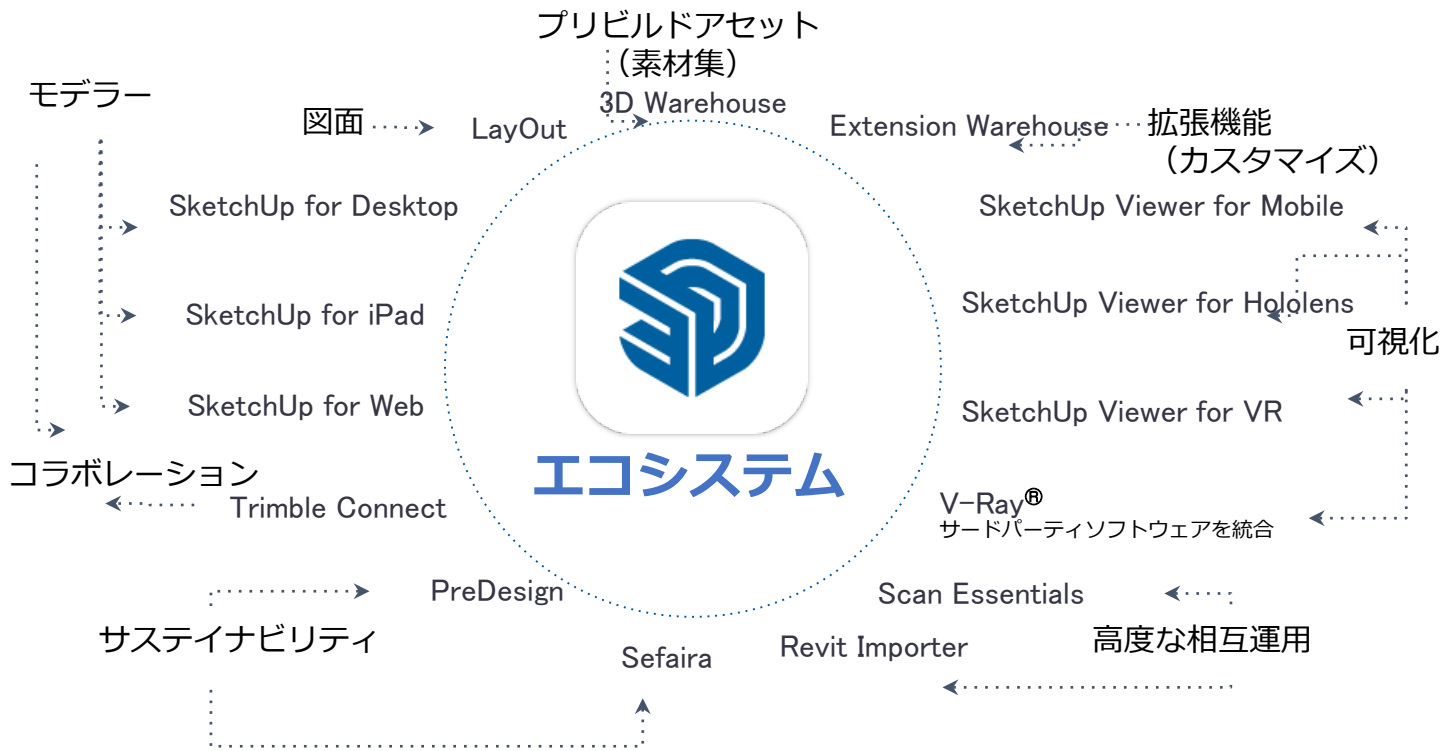 プリビルドアセット
（素材集）
モデラー
3D Warehouse
図面
LayOut
Extension Warehouse
拡張機能
（カスタマイズ）
SketchUp for Desktop
SketchUp Viewer for Mobile
SketchUp for iPad
SketchUp Viewer for Hololens
可視化
SketchUp for Web
SketchUp Viewer for VR
エコシステム
コラボレーション
Trimble Connect
V-Ray®
サードパーティソフトウェアを統合
PreDesign
Scan Essentials
サステイナビリティ
Sefaira
Revit Importer
高度な相互運用